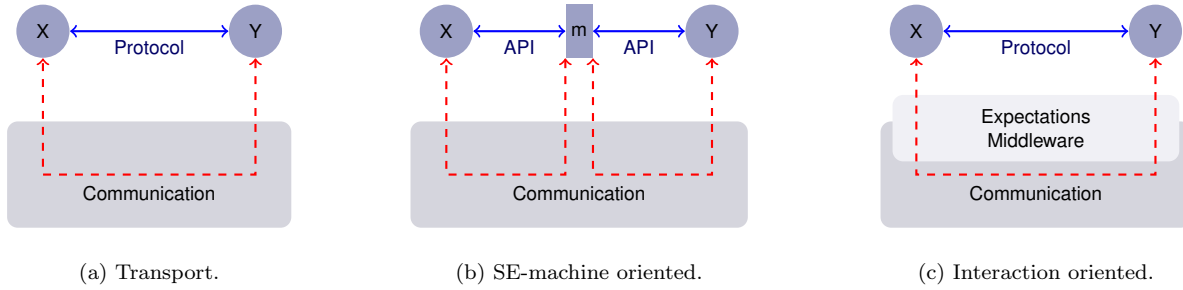 X Y
Protocol
Communication
(a) Transport.
X m Y
API API
Communication
(b) SE-machine oriented.
X Y
Protocol
Expectations
Middleware
Communication
(c) Interaction oriented.